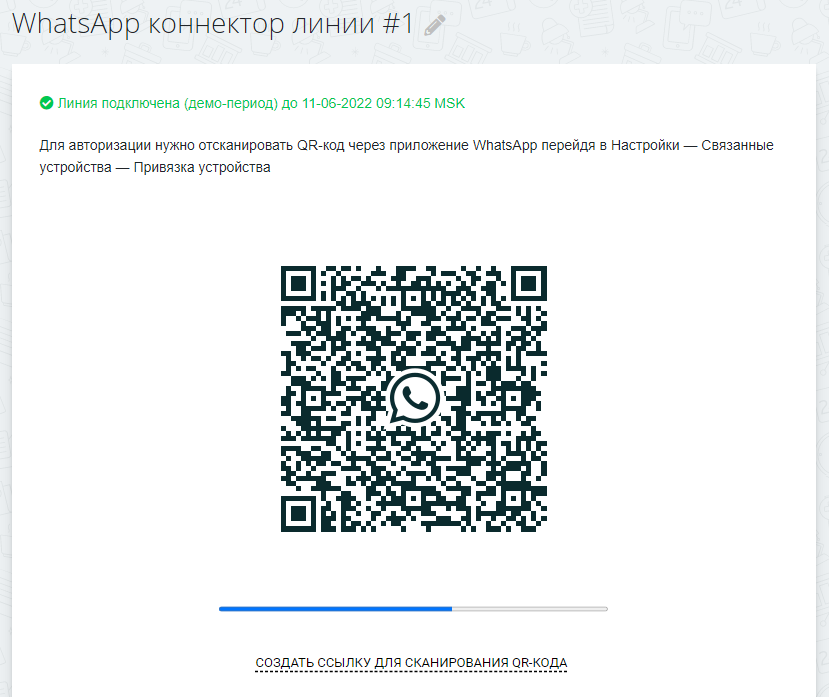 WhatsApp коннектор линии #1
Линия подключена (демо-период) до 11-06-2022 09:14:45 MSK
Для авторизации нужно отсканировать QR-код через приложение WhatsApp перейдя в Настройки — Связанные
устройства — Привязка устройства
СОЗДАТЬ ССЫЛКУ ДЛЯ СКАНИРОВАНИЯ QR-КОДА